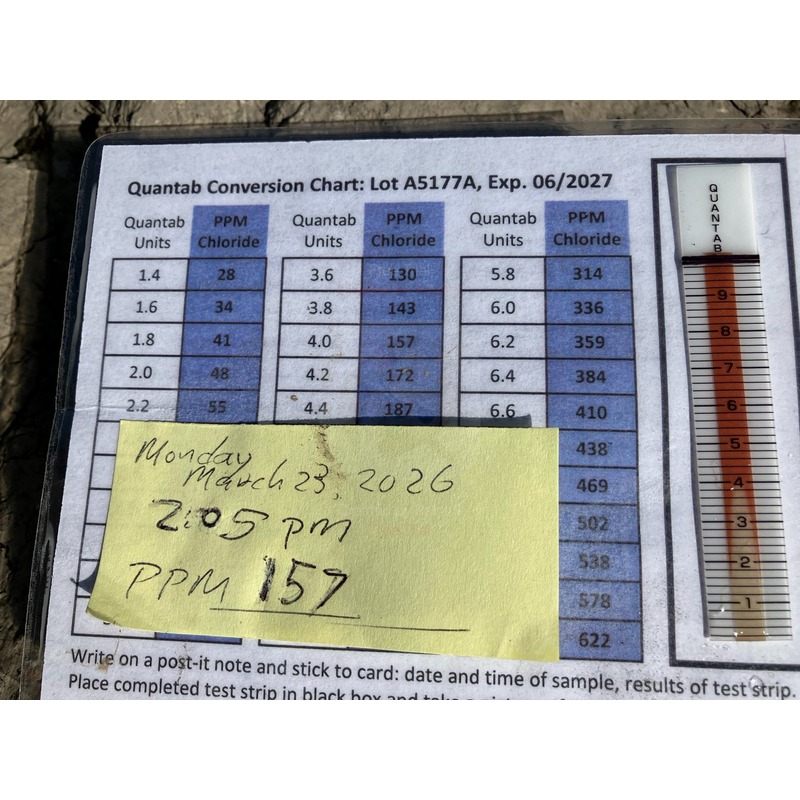 Quantab Conversion Chart: Lot A5177A, Exp. 06/2027
Quantab Units PPM Chloride Quantab Units PPM Chloride Quantab Units PPM Chloride
1.4 28 3.6 130 5.8 314
1.6 34 3.8 143 6.0 336
1.8 41 4.0 157 6.2 359
2.0 48 4.2 172 6.4 384
2.2 55 4.4 187 6.6 410
438
469
502
538
578
622
Monday
March 23, 2026
2:05 pm
PPM 157
Write on a post-it note and stick to card: date and time of sample, results of test strip.
Place completed test strip in black box and take a
QUANTAB
9
8
7
6
5
4
3
2
1